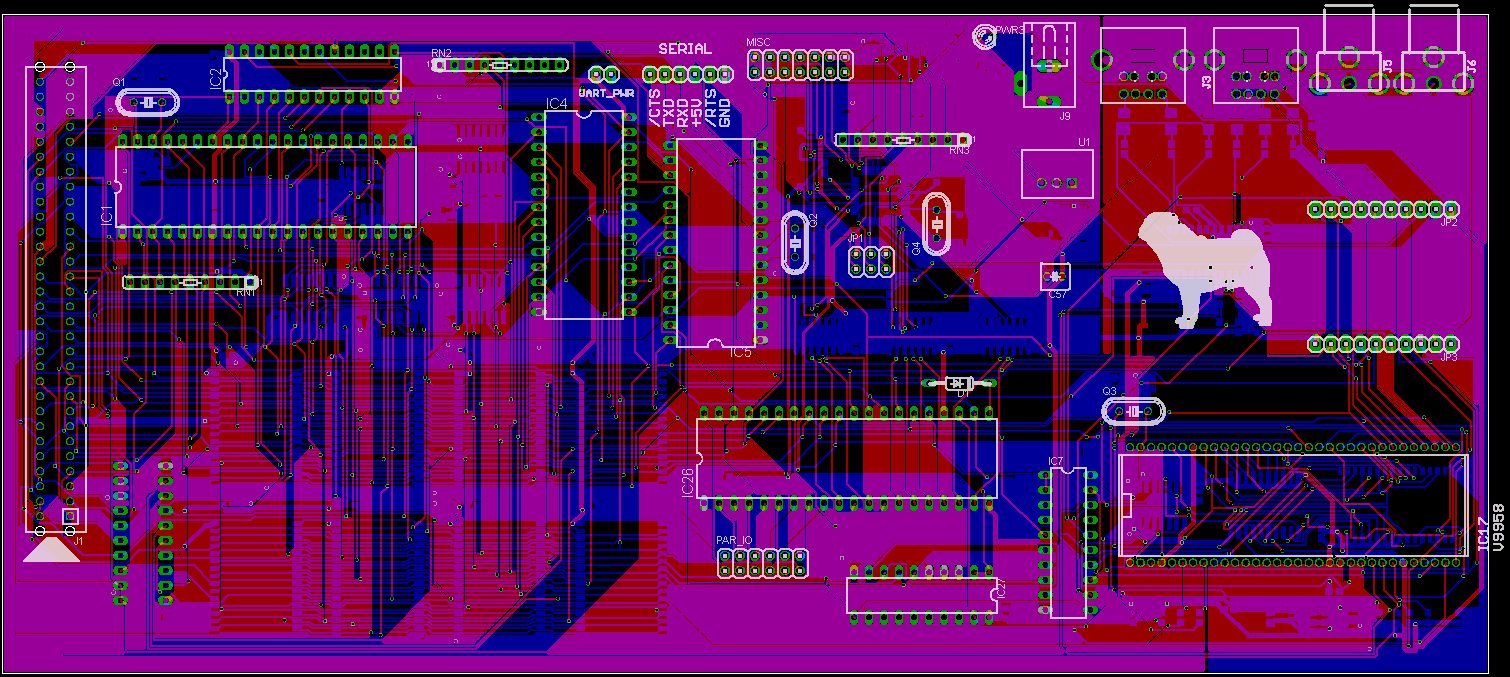 SERIAL
MISC
PWR3
RN2
Q1
IC2
UART_PWR
J3
J5
J6
IC4
/CTS
TXD
RXD
+5V
/RTS
GND
J9
RN3
U1
IC1
Q2
JP1
Q4
JP2
RN1
C57
IC5
JP3
D1
Q3
IC7
IC26
IC47
V9958
J1
PAR_IO
IC27